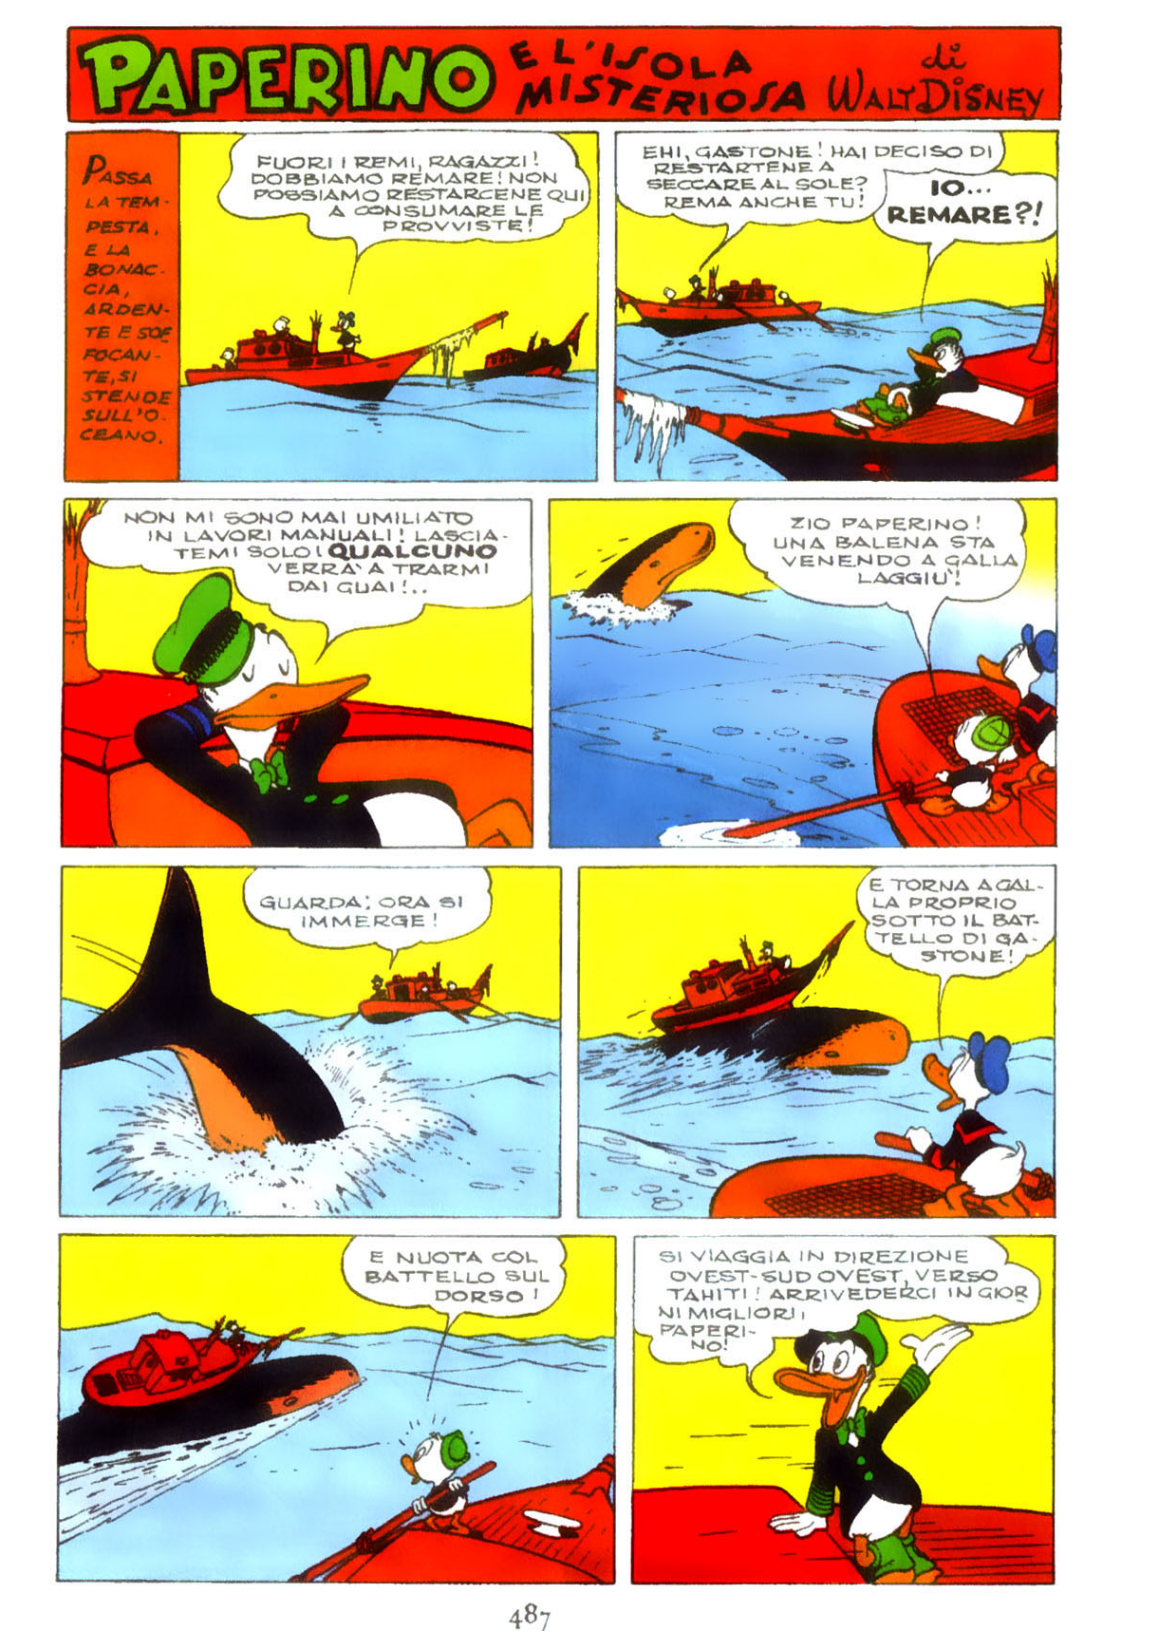 PAPERINO E L'ISOLA MISTERIOSA di WALT DISNEY
PASSA
LA TEM-
PESTA,
E LA
BONAC-
CIA,
ARDEN-
TE E SOF
FOCAN-
TE, SI
STENDE
SULL'O-
CEANO.
FUORI I REMI, RAGAZZI!
DOBBIAMO REMARE! NON
POSSIAMO RESTARCENE QUI
A CONSUMARE LE
PROVVISTE!
EHI, GASTONE! HAI DECISO DI
RESTARTENE A
SECCARE AL SOLE?
REMA ANCHE TU!
IO...
REMARE?!
NON MI SONO MAI UMILIATO
IN LAVORI MANUALI! LASCIA-
TEMI SOLO! QUALCUNO
VERRA' A TRARMI
DAI GUAI!..
ZIO PAPERINO!
UNA BALENA STA
VENENDO A GALLA
LAGGIU'!
GUARDA; ORA SI
IMMERGE!
E TORNA A GAL-
LA PROPRIO
SOTTO IL BAT-
TELLO DI GA-
STONE!
E NUOTA COL
BATTELLO SUL
DORSO!
SI VIAGGIA IN DIREZIONE
OVEST-SUD OVEST, VERSO
TAHITI! ARRIVEDERCI IN GIOR
NI MIGLIORI,
PAPERI-
NO!
487